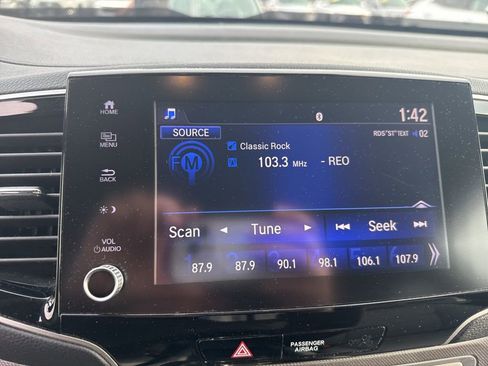 1:42
HOME
SOURCE
RDS"ST"TEXT 02
Classic Rock
MENU
FM
103.3 MHz - REO
BACK
Scan Tune Seek
VOL
AUDIO
87.9 87.9 90.1 98.1 106.1 107.9
PASSENGER
AIRBAG